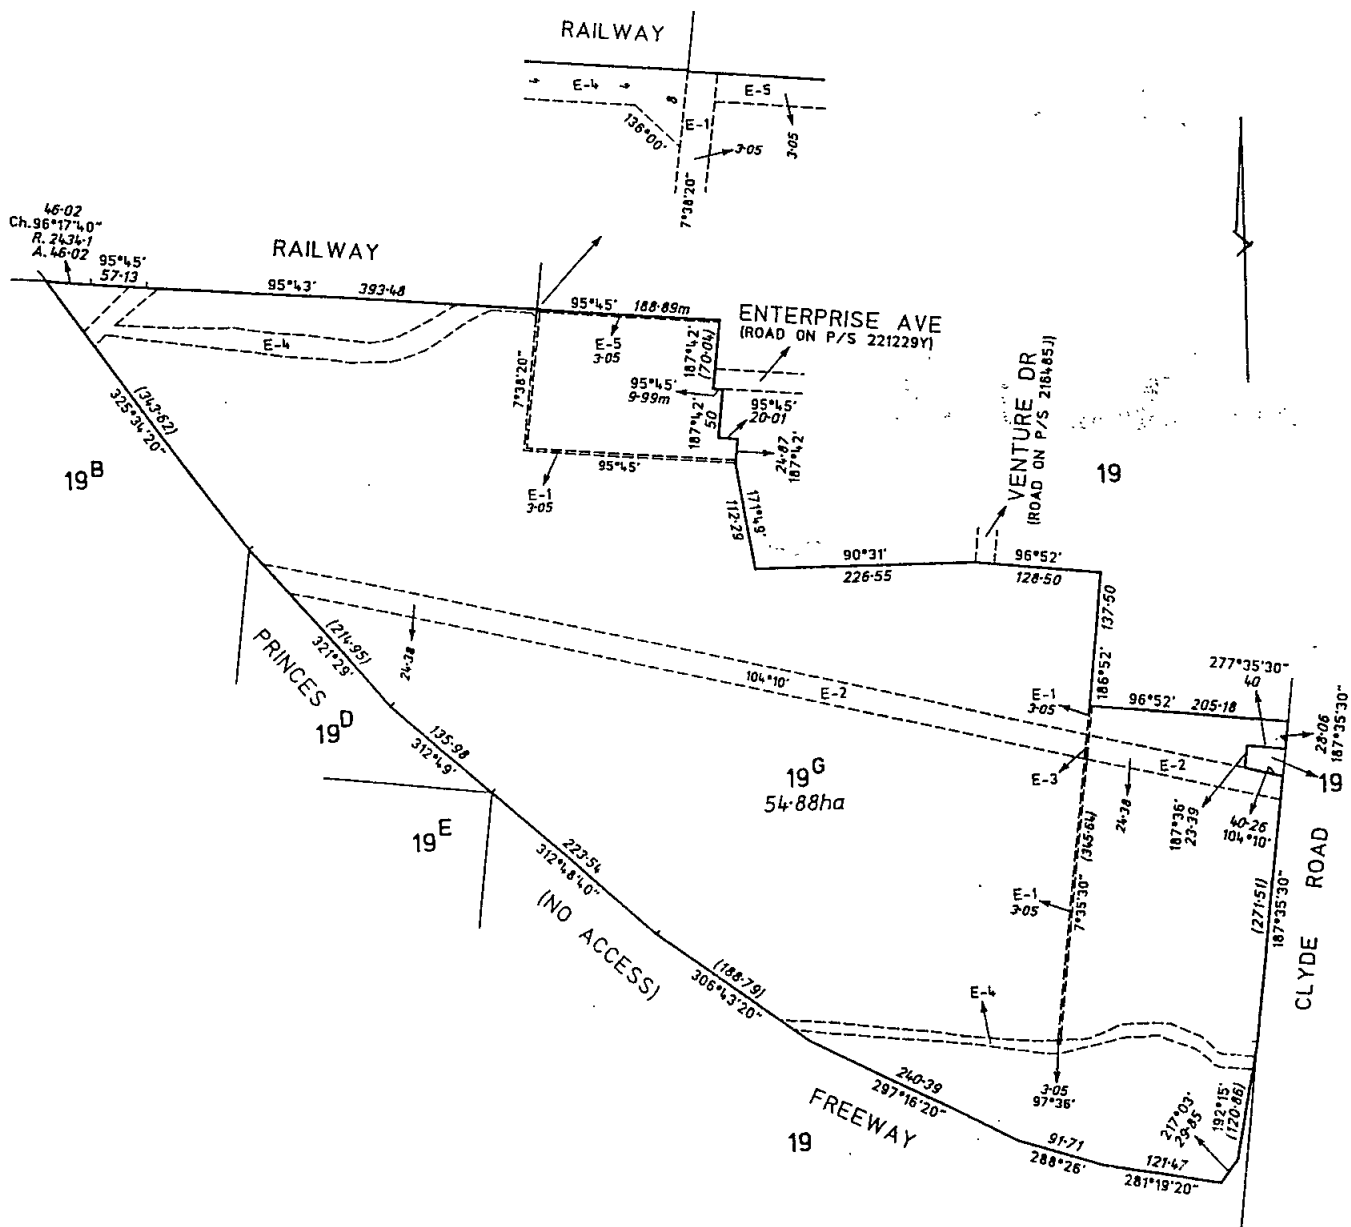 RAILWAY
E-4
E-5
8
136°00'
E-1
3·05
3·05
7°38'20"
46·02
Ch.96°17'40"
R. 2434·1
A. 46·02
95°45'
57·13
RAILWAY
95°43' 393·48
95°45' 188·89m
ENTERPRISE AVE
(ROAD ON P/S 221229Y)
E-4
E-5
3·05
187°42'
(70·04)
7°38'20"
95°45'
9·99m
187°42'
50
95°45'
20·01
24·87
187°42'
VENTURE DR
(ROAD ON P/S 216485J)
(343·62)
325°34'20"
19B
95°45'
E-1
3·05
19
171°49'
112·29
90°31'
226·55
96°52'
128·50
137·50
186°52'
277°35'30"
40
(214·95)
321°29'
24·38
104°10'
E-2
E-1
3·05
96°52' 205·18
28·06
187°35'30"
PRINCES
19D
135·98
312°49'
19G
54·88ha
E-3
E-2
24·38
19
187°36'
23·39
40·26
104°10'
19E
223·54
312°48'40"
(NO ACCESS)
(345·64)
7°35'30"
E-1
3·05
(271·51)
187°35'30"
CLYDE ROAD
(188·79)
306°43'20"
E-4
240·39
297°16'20"
3·05
97°36'
217°03'
29·85
192°15'
(120·86)
FREEWAY
19
91·71
288°26'
121·47
281°19'20"